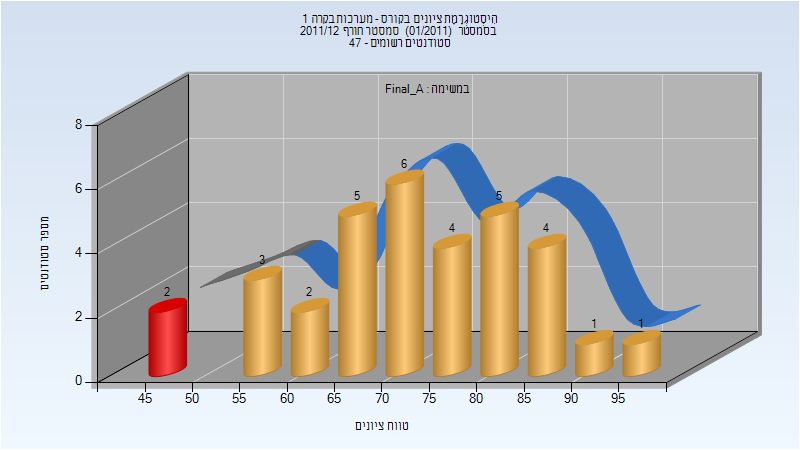 היסטוגרמת ציונים בקורס - מערכות בקרה 1
בסמסטר (01/2011) סמסטר חורף 2011/12
סטודנטים רשומים - 47
במשימה : Final_A
מספר סטודנטים
8
6
4
2
0
2
3
2
5
6
4
5
4
1
1
45 50 55 60 65 70 75 80 85 90 95
טווח ציונים